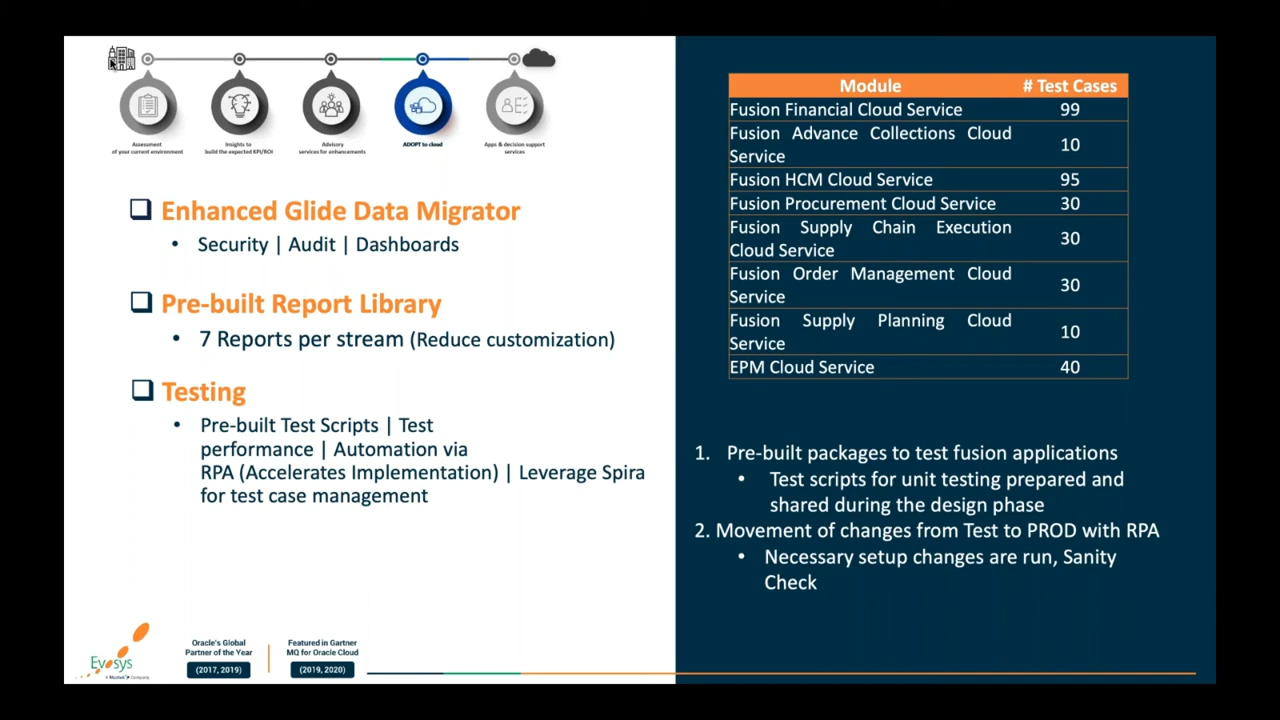 Assessment
of your current environment
Insights to
build the expected KPI/ROI
Advisory
services for enhancements
ADOPT to cloud
Apps & decision support
services
Enhanced Glide Data Migrator
• Security | Audit | Dashboards
Pre-built Report Library
• 7 Reports per stream (Reduce customization)
Testing
• Pre-built Test Scripts | Test
performance | Automation via
RPA (Accelerates Implementation) | Leverage Spira
for test case management
Evosys
A Mastek Company
Oracle's Global
Partner of the Year
(2017, 2019)
Featured in Gartner
MQ for Oracle Cloud
(2019, 2020)
Module # Test Cases
Fusion Financial Cloud Service 99
Fusion Advance Collections Cloud
Service 10
Fusion HCM Cloud Service 95
Fusion Procurement Cloud Service 30
Fusion Supply Chain Execution
Cloud Service 30
Fusion Order Management Cloud
Service 30
Fusion Supply Planning Cloud
Service 10
EPM Cloud Service 40
1. Pre-built packages to test fusion applications
• Test scripts for unit testing prepared and
shared during the design phase
2. Movement of changes from Test to PROD with RPA
• Necessary setup changes are run, Sanity
Check